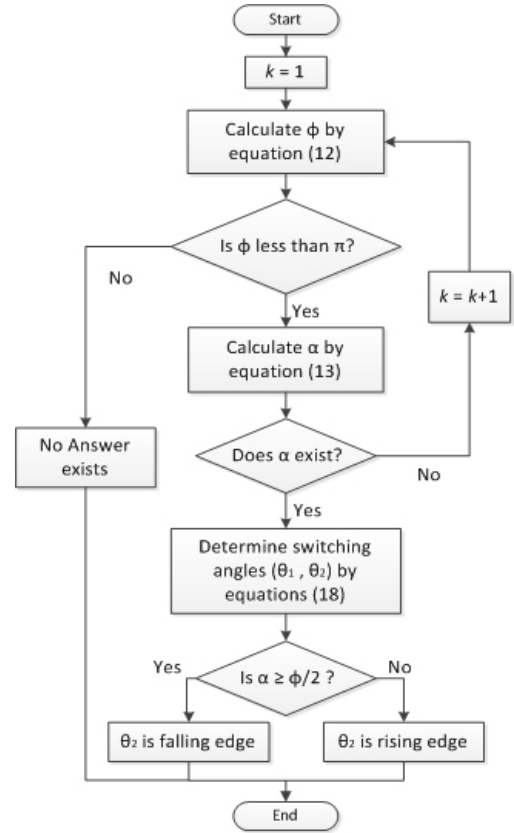 Start
k = 1
Calculate ϕ by
equation (12)
Is ϕ less than π?
No
k = k+1
Yes
Calculate α by
equation (13)
No Answer
exists
Does α exist?
No
Yes
Determine switching
angles (θ₁ , θ₂) by
equations (18)
Yes
Is α ≥ ϕ/2 ?
No
θ₂ is falling edge
θ₂ is rising edge
End